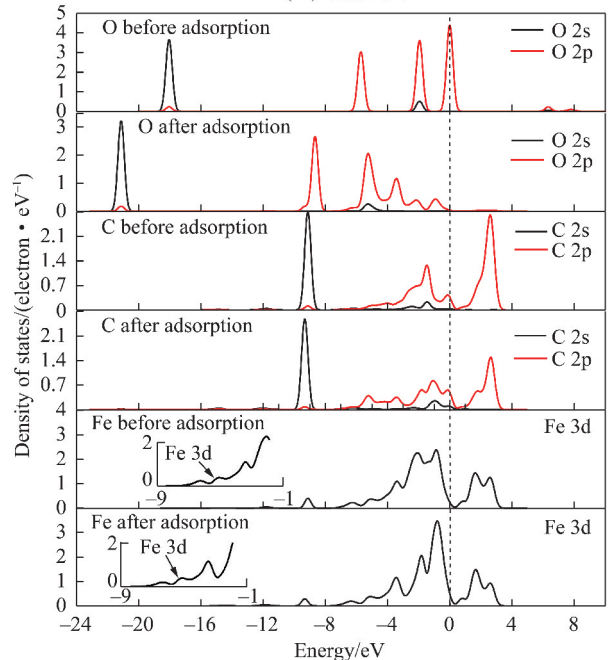 O before adsorption
O 2s
O 2p
5
4
3
2
1
0
O after adsorption
O 2s
O 2p
3
2
1
0
C before adsorption
C 2s
C 2p
2.1
1.4
0.7
0
C after adsorption
C 2s
C 2p
2.1
1.4
0.7
4
Fe before adsorption
Fe 3d
2
Fe 3d
0
−9
−1
3
2
1
0
Fe after adsorption
Fe 3d
4
Fe 3d
2
0
−9
−1
3
2
1
0
−24 −20 −16 −12 −8 −4 0 4 8
Energy/eV
Density of states/(electron • eV⁻¹)